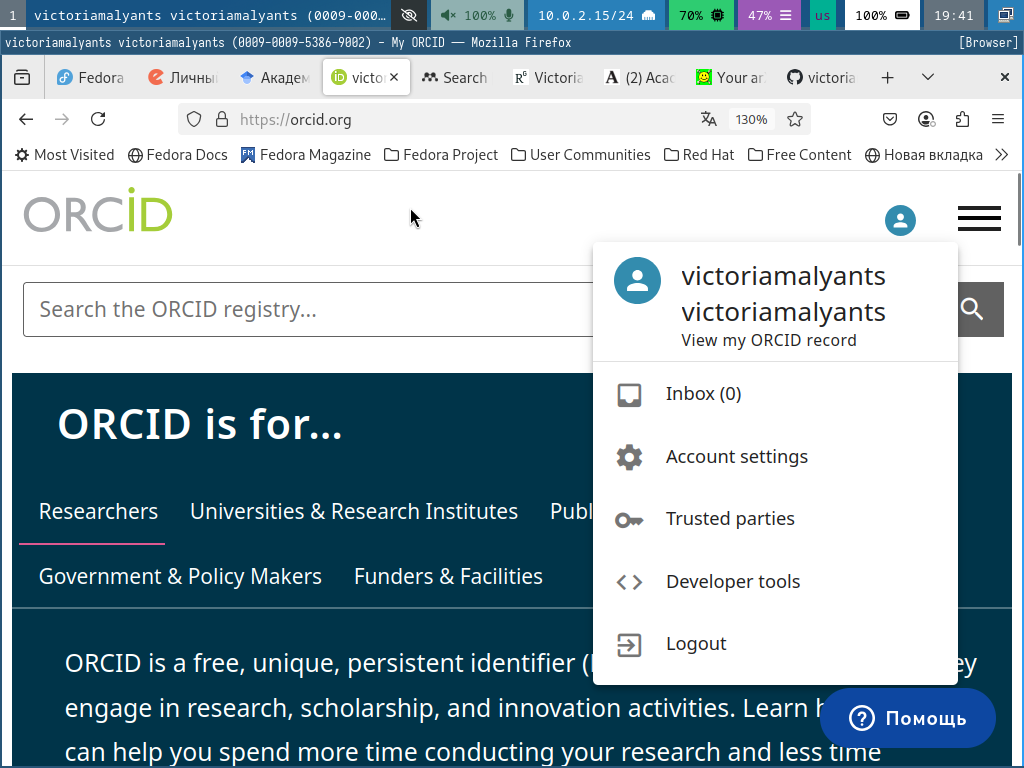 1 victoriamalyants victoriamalyants (0009-000… 100% 10.0.2.15/24 70% 47% us 100% 19:41
victoriamalyants victoriamalyants (0009-0009-5386-9002) - My ORCID — Mozilla Firefox [Browser]
Fedora Личны Академ victo Search Victoria (2) Acad Your ar victoria
https://orcid.org 130%
Most Visited Fedora Docs Fedora Magazine Fedora Project User Communities Red Hat Free Content Новая вкладка
ORCID
victoriamalyants
victoriamalyants
View my ORCID record
Search the ORCID registry...
Inbox (0)
Account settings
Trusted parties
Developer tools
Logout
ORCID is for...
Researchers Universities & Research Institutes Publ
Government & Policy Makers Funders & Facilities
ORCID is a free, unique, persistent identifier ( ey
engage in research, scholarship, and innovation activities. Learn
can help you spend more time conducting your research and less time
Помощь